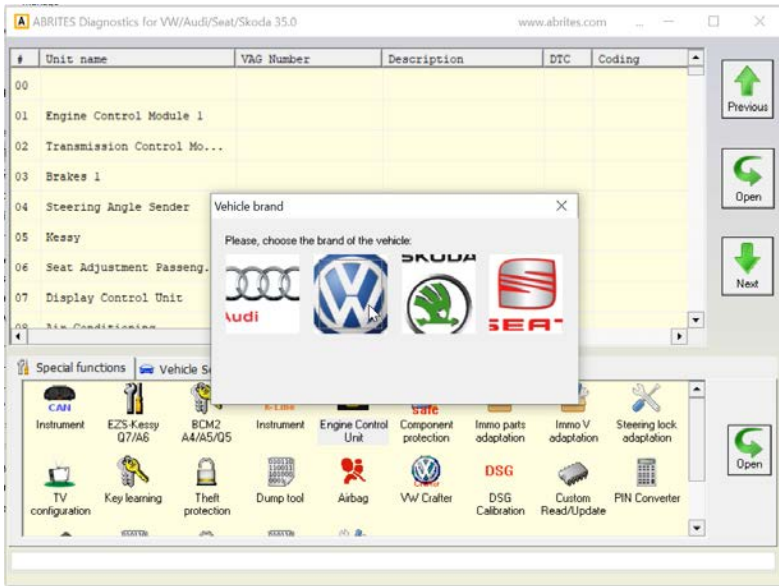 ABRITES Diagnostics for VW/Audi/Seat/Skoda 35.0
www.abrites.com
# Unit name VAG Number Description DTC Coding
00
01 Engine Control Module 1
02 Transmission Control Mo...
03 Brakes 1
04 Steering Angle Sender
05 Kessy
06 Seat Adjustment Passeng.
07 Display Control Unit
Previous
Open
Next
Vehicle brand
Please, choose the brand of the vehicle:
Audi
SKODA
SEAT
Special functions
Vehicle S
CAN
Instrument
EZS-Kessy
Q7/A6
BCM2
A4/A5/Q5
K-Line
Instrument
Engine Control
Unit
safe
Component
protection
Immo parts
adaptation
Immo V
adaptation
Steering lock
adaptation
TV
configuration
Key learning
Theft
protection
Dump tool
Airbag
VW Crafter
DSG
DSG
Calibration
Custom
Read/Update
PIN Converter
Open